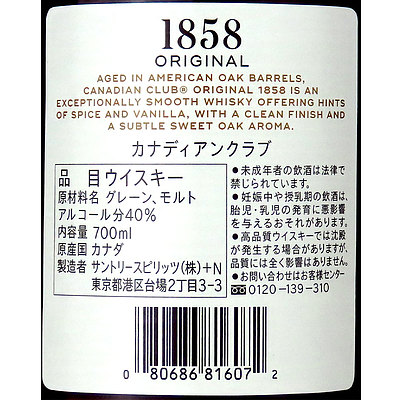 1858
ORIGINAL
AGED IN AMERICAN OAK BARRELS,
CANADIAN CLUB® ORIGINAL 1858 IS AN
EXCEPTIONALLY SMOOTH WHISKY OFFERING HINTS
OF SPICE AND VANILLA, WITH A CLEAN FINISH AND
A SUBTLE SWEET OAK AROMA.
カナディアンクラブ
品 目ウイスキー
原材料名 グレーン、モルト
アルコール分40%
内容量 700ml
原産国 カナダ
製造者 サントリースピリッツ(株)+N
東京都港区台場2丁目3-3
●未成年者の飲酒は法律で
禁じられています。
●妊娠中や授乳期の飲酒は、
胎児・乳児の発育に悪影響
を与えるおそれがあります。
●高品質ウイスキーでは沈殿
が発生する場合がありますが、
品質には全く影響はありません。
●お問い合わせはお客様センター
0120-139-310
0 80686 81607 2